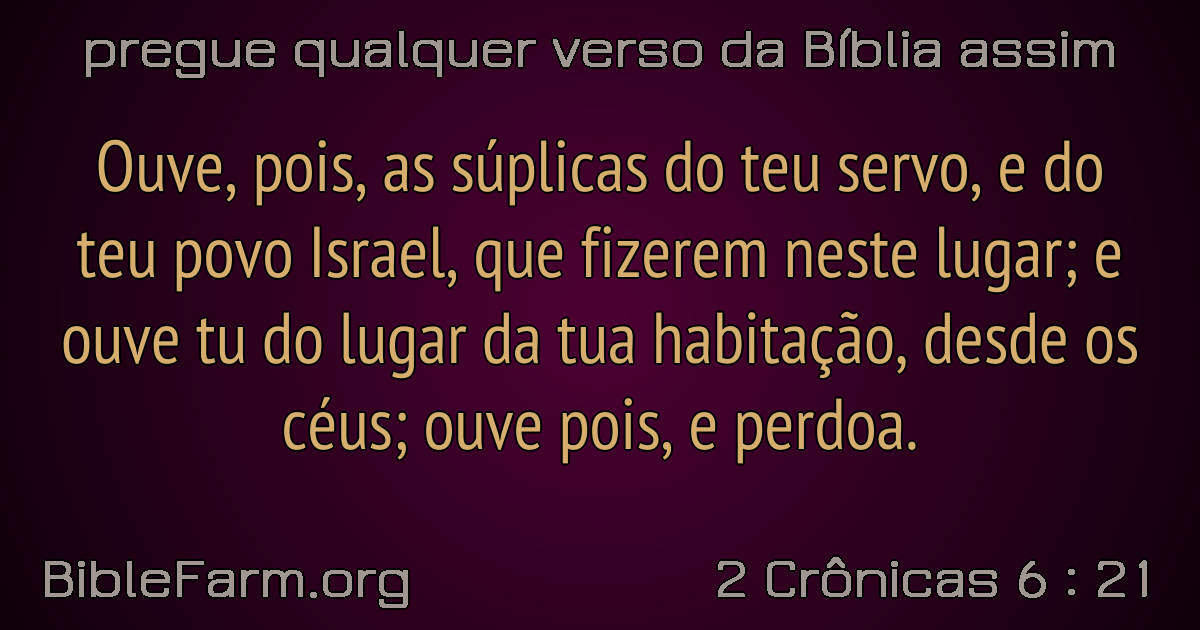 pregue qualquer verso da Bíblia assim
Ouve, pois, as súplicas do teu servo, e do
teu povo Israel, que fizerem neste lugar; e
ouve tu do lugar da tua habitação, desde os
céus; ouve pois, e perdoa.
BibleFarm.org
2 Crônicas 6 : 21